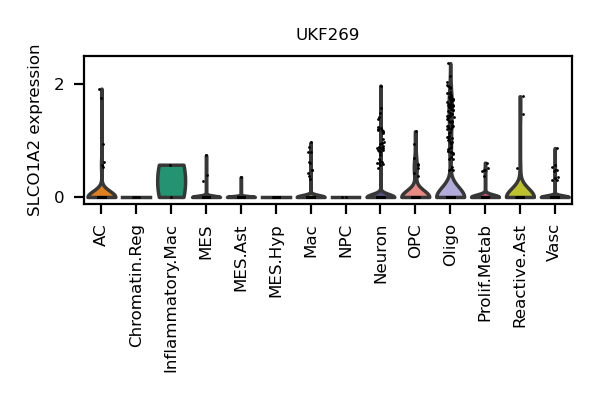 UKF269
SLCO1A2 expression
2
0
AC
Chromatin.Reg
Inflammatory.Mac
MES
MES.Ast
MES.Hyp
Mac
NPC
Neuron
OPC
Oligo
Prolif.Metab
Reactive.Ast
Vasc